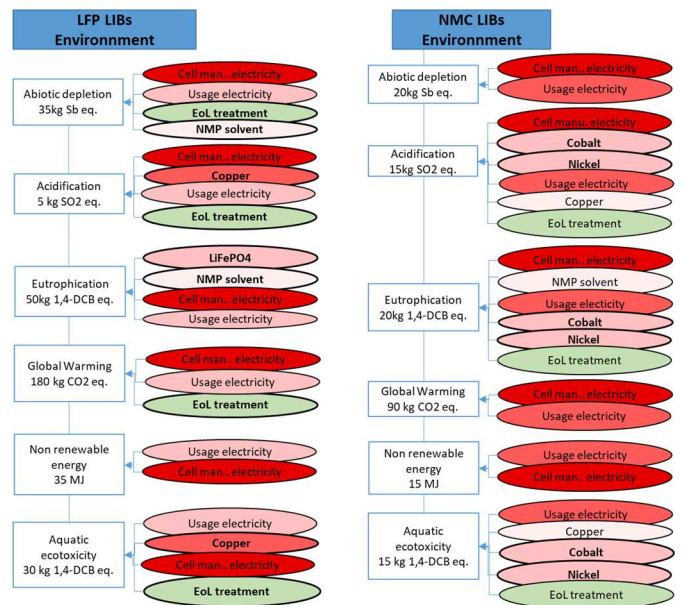 LFP LIBs
Environnment
Abiotic depletion
35kg Sb eq.
Cell man.. electricity
Usage electricity
EoL treatment
NMP solvent
Acidification
5 kg SO2 eq.
Cell man.. electricity
Copper
Usage electricity
EoL treatment
Eutrophication
50kg 1,4-DCB eq.
LiFePO4
NMP solvent
Cell man.. electricity
Usage electricity
Global Warming
180 kg CO2 eq.
Cell man.. electricity
Usage electricity
EoL treatment
Non renewable
energy
35 MJ
Usage electricity
Cell man.. electricity
Aquatic
ecotoxicity
30 kg 1,4-DCB eq.
Usage electricity
Copper
Cell man.. electricity
EoL treatment
NMC LIBs
Environment
Abiotic depletion
20kg Sb eq.
Cell man.. electricity
Usage electricity
Acidification
15kg SO2 eq.
Cell manu. electricity
Cobalt
Nickel
Usage electricity
Copper
EoL treatment
Eutrophication
20kg 1,4-DCB eq.
Cell man.. electricity
NMP solvent
Usage electicity
Cobalt
Nickel
EoL treatment
Global Warming
90 kg CO2 eq.
Cell man.. electricity
Usage electricity
Non renewable
energy
15 MJ
Usage electricity
Cell man.. electricity
Aquatic
ecotoxicity
15 kg 1,4-DCB eq.
Usage electricity
Copper
Cobalt
Nickel
EoL treatment